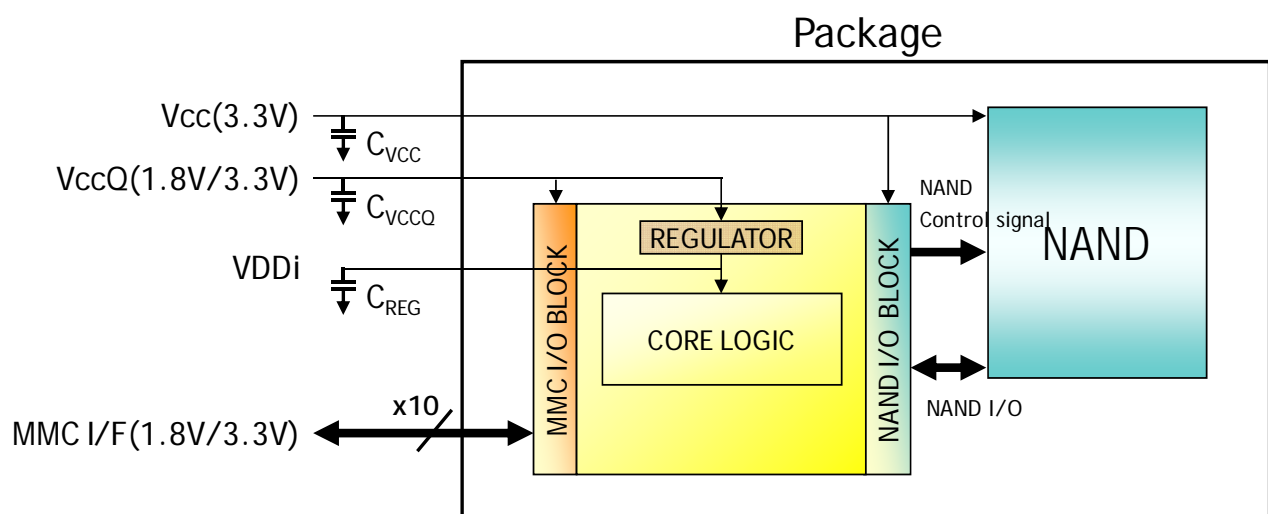 Package
Vcc(3.3V)
CVCC
VccQ(1.8V/3.3V)
CVCCQ
NAND
Control signal
REGULATOR
NAND
VDDi
CREG
MMC I/O BLOCK
CORE LOGIC
NAND I/O BLOCK
x10
NAND I/O
MMC I/F(1.8V/3.3V)